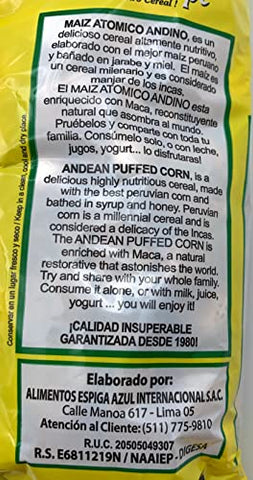 de Cereal !
MAIZ ATOMICO ANDINO, es un
delicioso cereal altamente nutritivo,
elaborado con el mejor maíz peruano
y bañado en jarabe y miel. El maíz es
un cereal milenario y es considerado
manjar de los incas.
El MAIZ ATOMICO ANDINO esta
enriquecido con Maca, reconstituyente
natural que asombra al mundo.
Pruébelos y comparte con toda tu
familia. Consúmelo solo, o con leche,
jugos, yogurt... lo disfrutaras!
ANDEAN PUFFED CORN, is a
delicious highly nutritious cereal, made
with the best peruvian corn and
bathed in syrup and honey. Peruvian
corn is a millennial cereal and is
considered a delicacy of the Incas.
The ANDEAN PUFFED CORN is
enriched with Maca, a natural
restorative that astonishes the world.
Try and share with your whole family.
Consume it alone, or with milk, juice,
yogurt ... you will enjoy it!
¡CALIDAD INSUPERABLE
GARANTIZADA DESDE 1980!
Conservar en un lugar fresco y seco / Keep in a clean, cool and dry place.
Elaborado por:
ALIMENTOS ESPIGA AZUL INTERNACIONAL S.A.C.
Calle Manoa 617 - Lima 05
Atención al Cliente: (511) 775-9810
R.U.C. 20505049307
R.S. E6811219N / NAAIEP - DIGESA